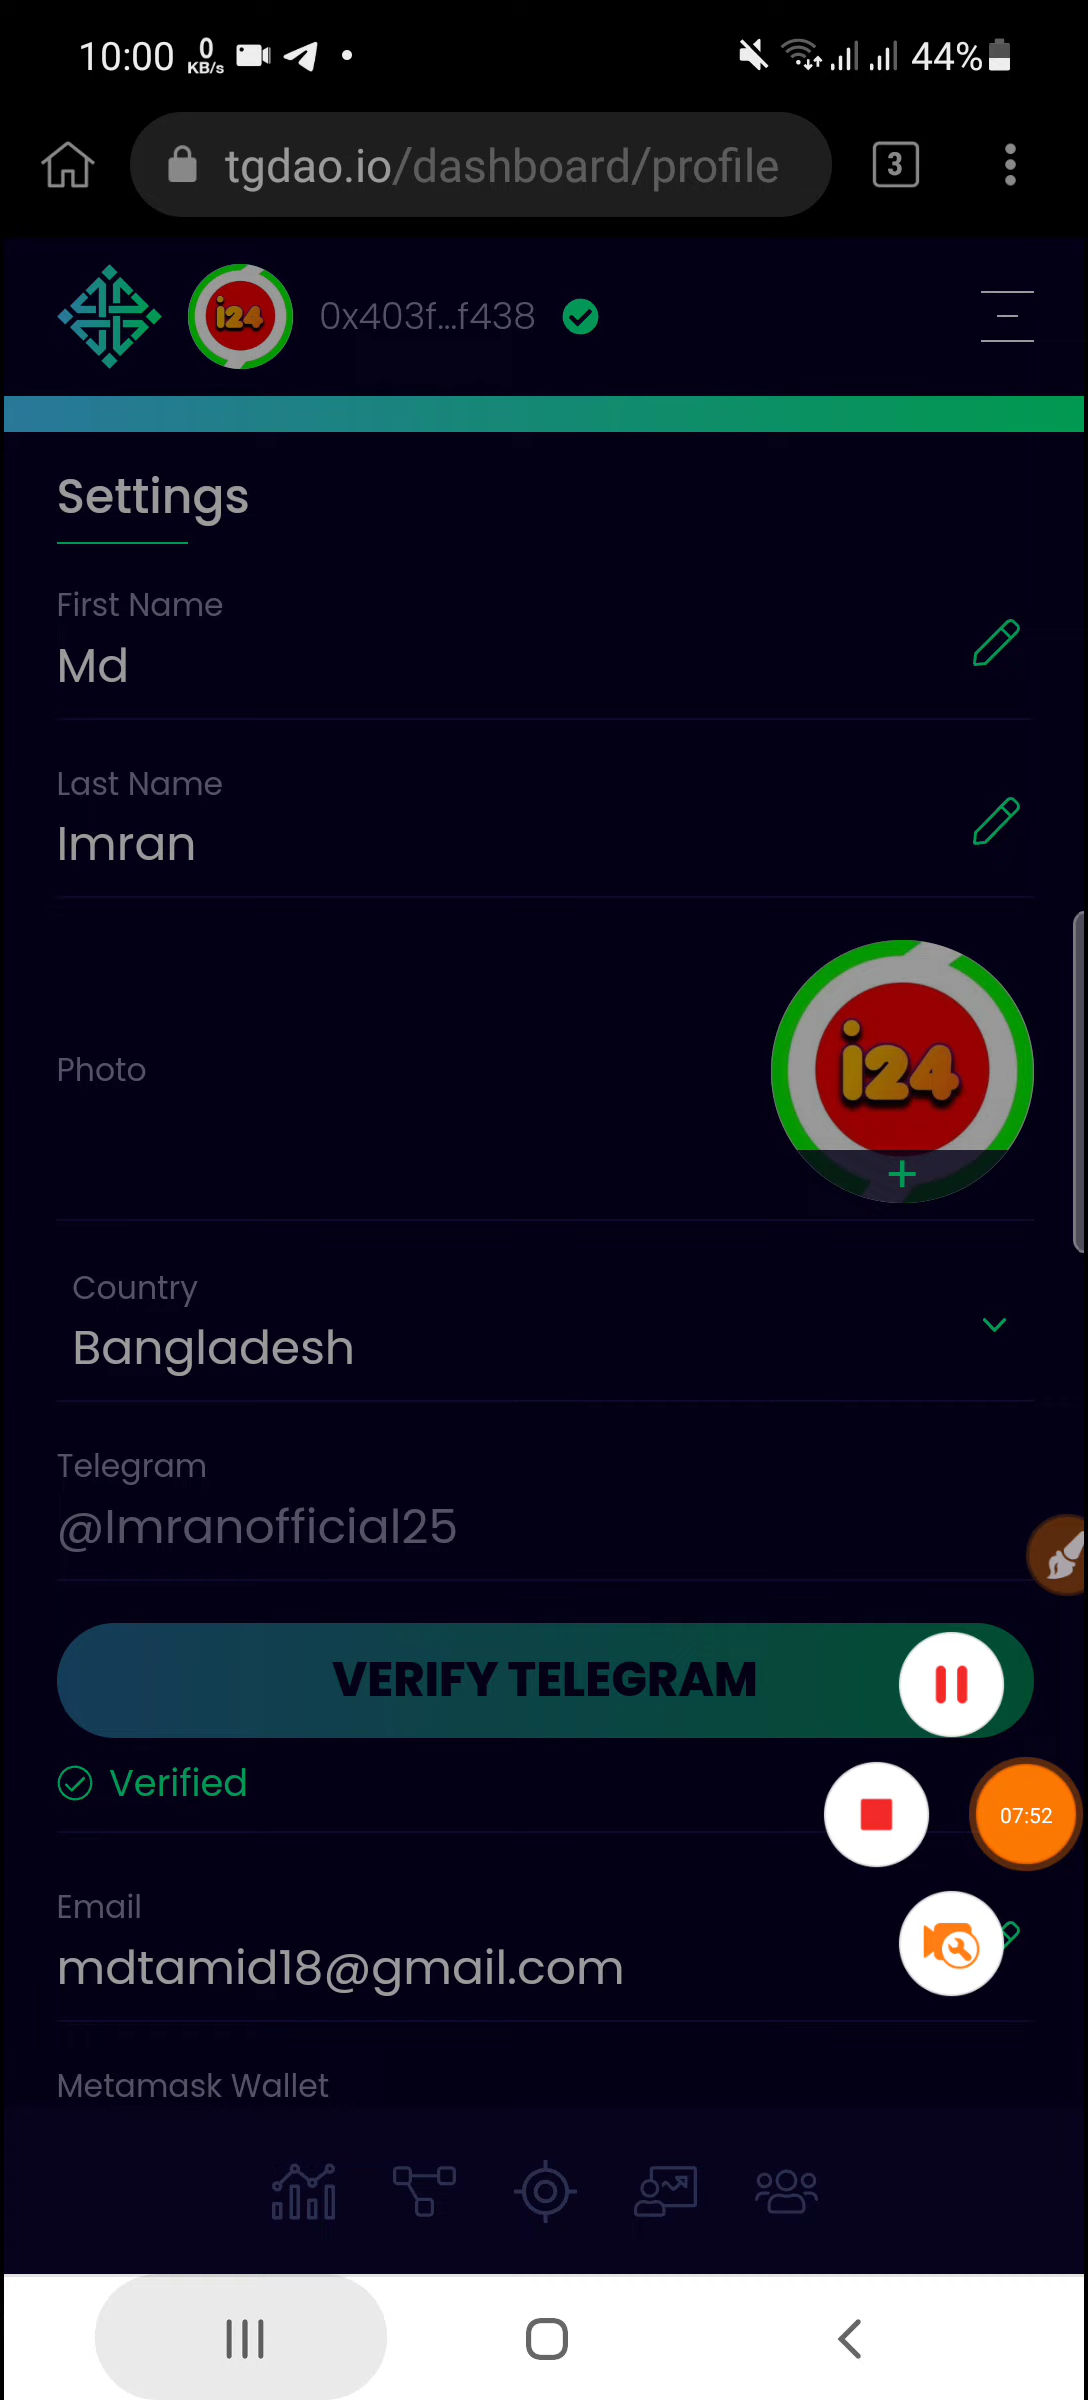 10:00 0 KB/s 44%
tgdao.io/dashboard/profile 3
i24 0x403f...f438
Settings
First Name
Md
Last Name
Imran
i24
Photo
+
Country
Bangladesh
Telegram
@Imranofficial25
VERIFY TELEGRAM
Verified
07:52
Email
mdtamid18@gmail.com
Metamask Wallet